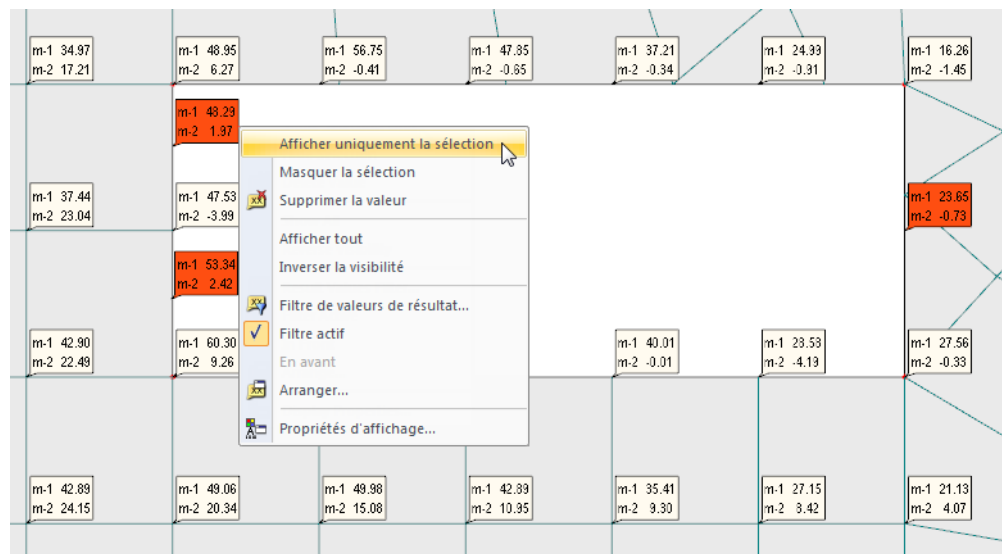 m-1 34.97
m-2 17.21
m-1 48.95
m-2 6.27
m-1 56.75
m-2 -0.41
m-1 47.85
m-2 -0.65
m-1 37.21
m-2 -0.34
m-1 24.99
m-2 -0.91
m-1 16.26
m-2 -1.45
m-1 48.29
m-2 1.97
Afficher uniquement la sélection
Masquer la sélection
Supprimer la valeur
Afficher tout
Inverser la visibilité
Filtre de valeurs de résultat...
Filtre actif
En avant
Arranger...
Propriétés d'affichage...
m-1 37.44
m-2 23.04
m-1 47.53
m-2 -3.99
m-1 23.65
m-2 -0.73
m-1 53.34
m-2 2.42
m-1 42.90
m-2 22.49
m-1 60.30
m-2 9.26
m-1 40.01
m-2 -0.01
m-1 28.58
m-2 -4.19
m-1 27.56
m-2 -0.33
m-1 42.89
m-2 24.15
m-1 49.06
m-2 20.34
m-1 49.98
m-2 15.08
m-1 42.89
m-2 10.95
m-1 35.41
m-2 9.30
m-1 27.15
m-2 8.42
m-1 21.13
m-2 4.07